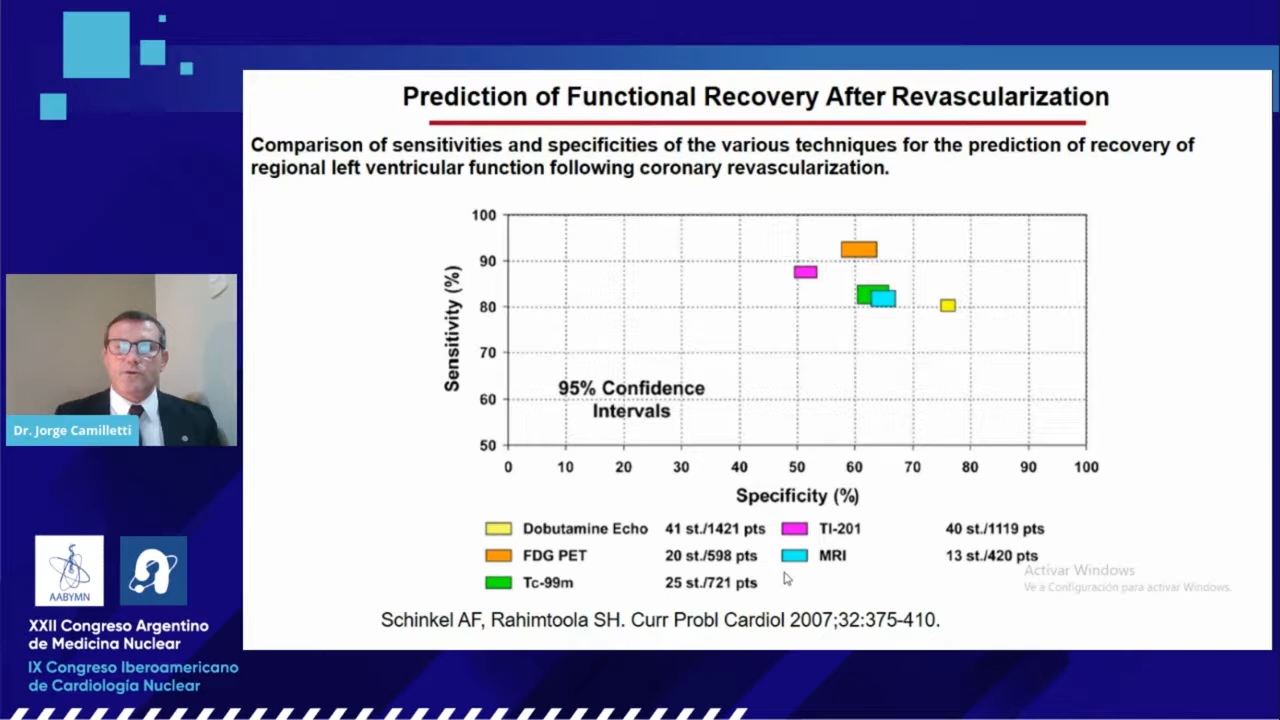 Prediction of Functional Recovery After Revascularization
Comparison of sensitivities and specificities of the various techniques for the prediction of recovery of
regional left ventricular function following coronary revascularization.
100
90
80
70
60
50
Sensitivity (%)
95% Confidence
Intervals
0 10 20 30 40 50 60 70 80 90 100
Specificity (%)
Dobutamine Echo 41 st./1421 pts TI-201 40 st./1119 pts
FDG PET 20 st./598 pts MRI 13 st./420 pts
Tc-99m 25 st./721 pts
Activar Windows
Ve a Configuración para activar Windows.
Schinkel AF, Rahimtoola SH. Curr Probl Cardiol 2007;32:375-410.
Dr. Jorge Camilletti
AABYMN
XXII Congreso Argentino
de Medicina Nuclear
IX Congreso Iberoamericano
de Cardiología Nuclear